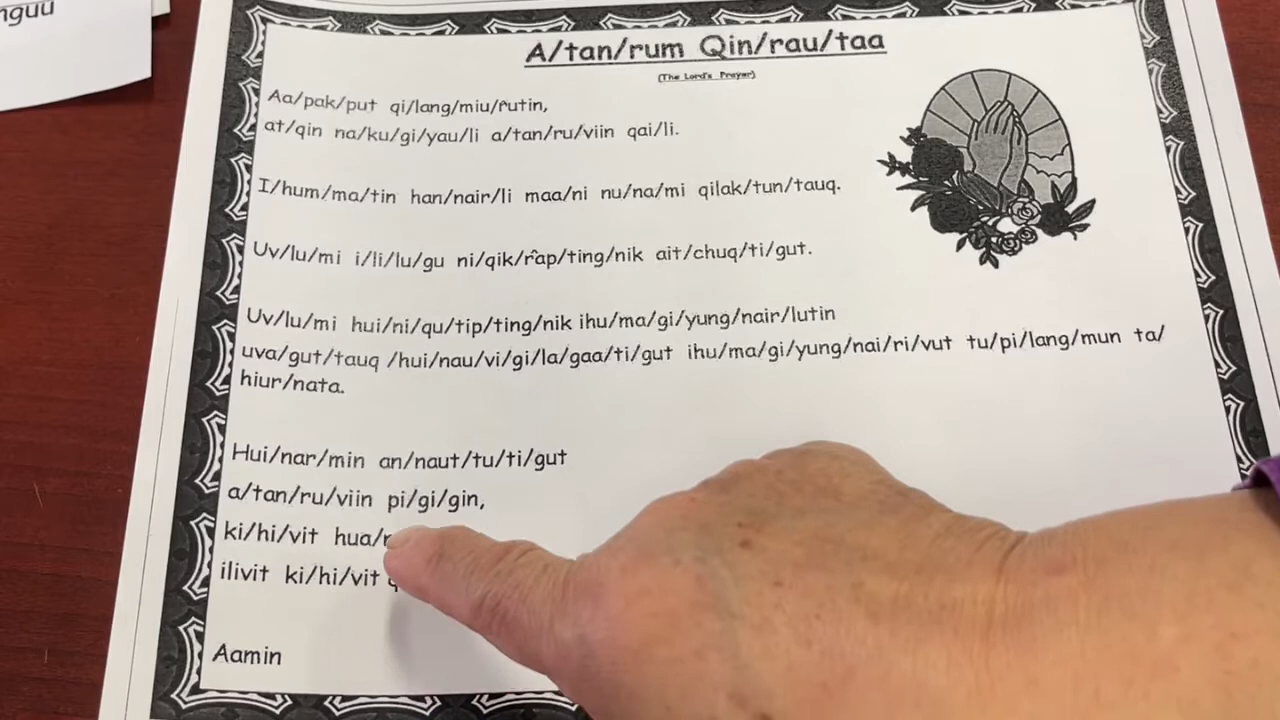 A/tan/rum Qin/rau/taa
(The Lord's Prayer)
Aa/pak/put qi/lang/miu/r̂utin,
at/qin na/ku/gi/yau/li a/tan/ru/viin qai/li.
I/hum/ma/tin han/nair/li maa/ni nu/na/mi qilak/tun/tauq.
Uv/lu/mi i/li/lu/gu ni/qik/r̂ap/ting/nik ait/chuq/ti/gut.
Uv/lu/mi hui/ni/qu/tip/ting/nik ihu/ma/gi/yung/nair/lutin
uva/gut/tauq /hui/nau/vi/gi/la/gaa/ti/gut ihu/ma/gi/yung/nai/ri/vut tu/pi/lang/mun ta/
hiur/nata.
Hui/nar/min an/naut/tu/ti/gut
a/tan/ru/viin pi/gi/gin,
ki/hi/vit
ilivit ki/hi/vit
Aamin